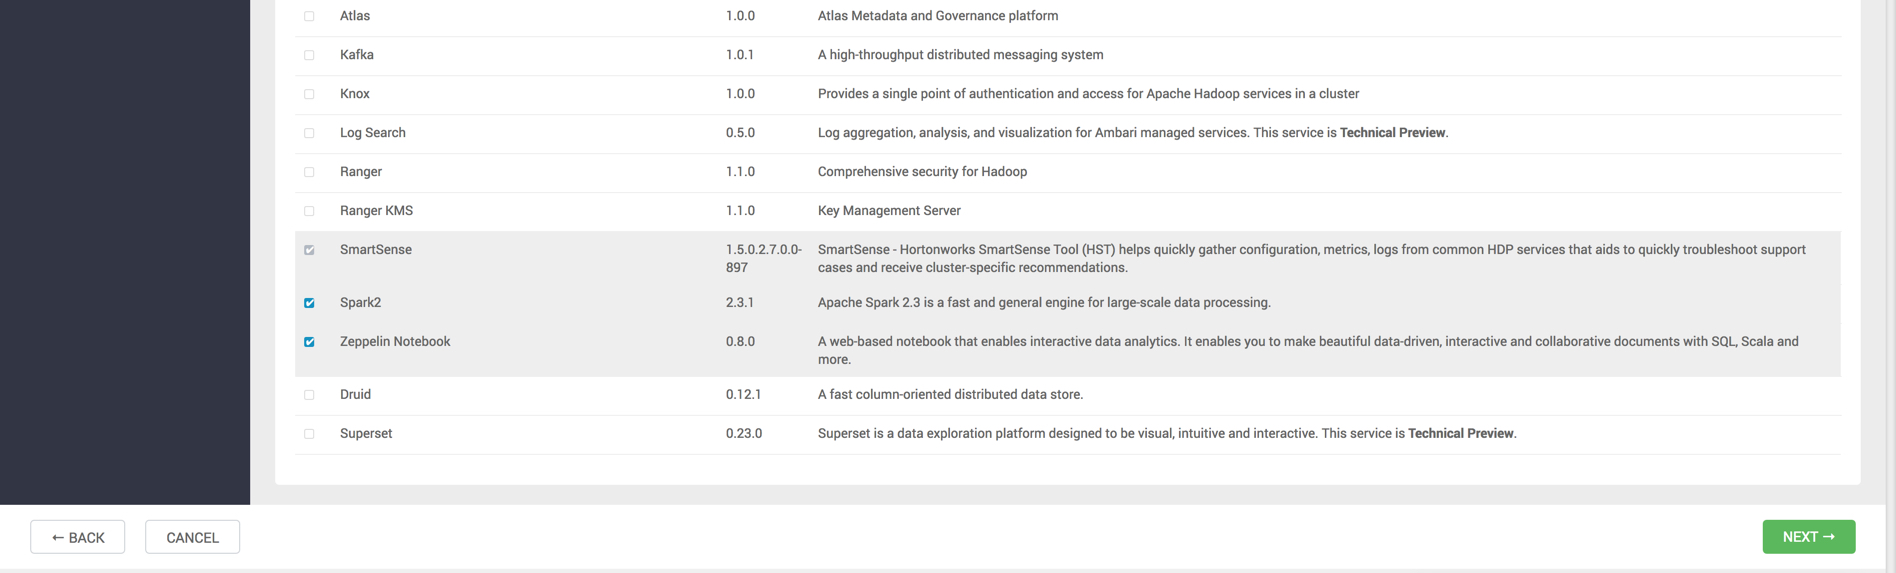 Atlas 1.0.0 Atlas Metadata and Governance platform
Kafka 1.0.1 A high-throughput distributed messaging system
Knox 1.0.0 Provides a single point of authentication and access for Apache Hadoop services in a cluster
Log Search 0.5.0 Log aggregation, analysis, and visualization for Ambari managed services. This service is Technical Preview.
Ranger 1.1.0 Comprehensive security for Hadoop
Ranger KMS 1.1.0 Key Management Server
SmartSense 1.5.0.2.7.0.0- SmartSense - Hortonworks SmartSense Tool (HST) helps quickly gather configuration, metrics, logs from common HDP services that aids to quickly troubleshoot support
897 cases and receive cluster-specific recommendations.
Spark2 2.3.1 Apache Spark 2.3 is a fast and general engine for large-scale data processing.
Zeppelin Notebook 0.8.0 A web-based notebook that enables interactive data analytics. It enables you to make beautiful data-driven, interactive and collaborative documents with SQL, Scala and
more.
Druid 0.12.1 A fast column-oriented distributed data store.
Superset 0.23.0 Superset is a data exploration platform designed to be visual, intuitive and interactive. This service is Technical Preview.
← BACK CANCEL NEXT →